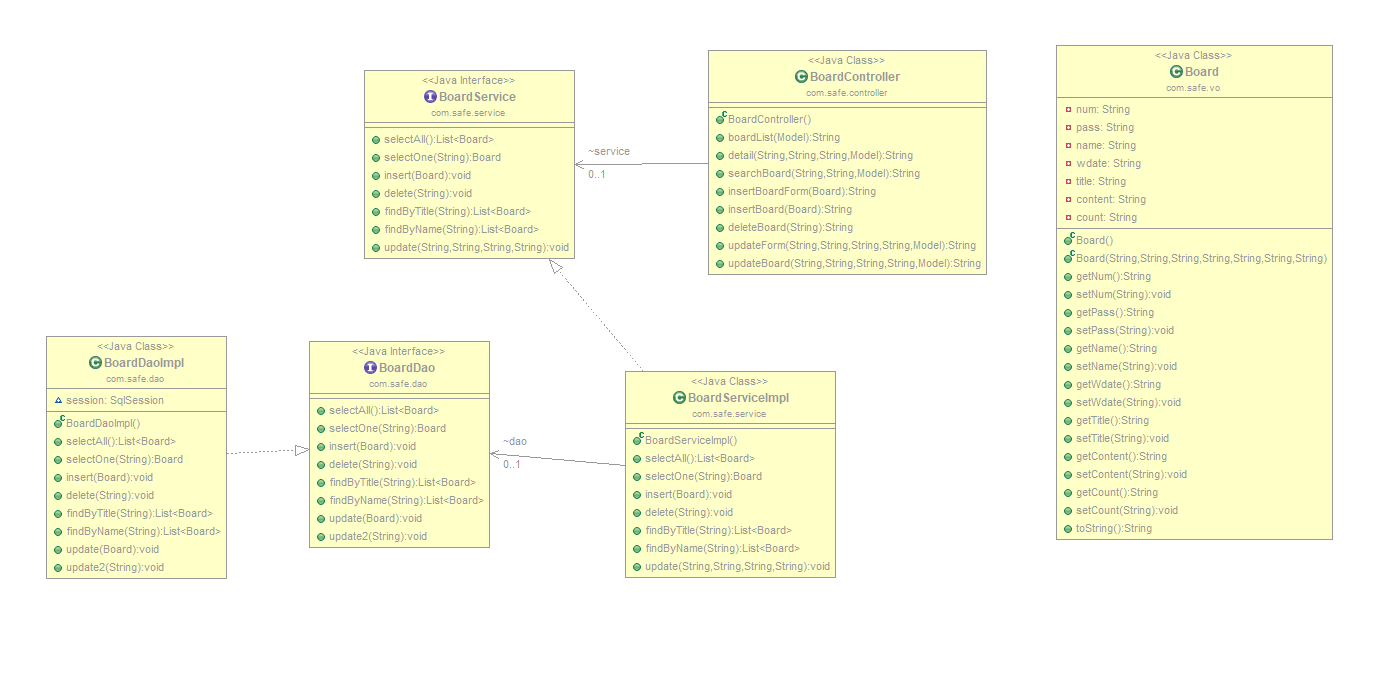 <<Java Interface>>
BoardService
com.safe.service
selectAll():List<Board>
selectOne(String):Board
insert(Board):void
delete(String):void
findByTitle(String):List<Board>
findByName(String):List<Board>
update(String,String,String,String):void
~service
0..1
<<Java Class>>
BoardController
com.safe.controller
BoardController()
boardList(Model):String
detail(String,String,String,Model):String
searchBoard(String,String,Model):String
insertBoardForm(Board):String
insertBoard(Board):String
deleteBoard(String):String
updateForm(String,String,String,String,Model):String
updateBoard(String,String,String,String,Model):String
<<Java Class>>
Board
com.safe.vo
num: String
pass: String
name: String
wdate: String
title: String
content: String
count: String
Board()
Board(String,String,String,String,String,String,String)
getNum():String
setNum(String):void
getPass():String
setPass(String):void
getName():String
setName(String):void
getWdate():String
setWdate(String):void
getTitle():String
setTitle(String):void
getContent():String
setContent(String):void
getCount():String
setCount(String):void
toString():String
<<Java Class>>
BoardDaoImpl
com.safe.dao
session: SqlSession
BoardDaoImpl()
selectAll():List<Board>
selectOne(String):Board
insert(Board):void
delete(String):void
findByTitle(String):List<Board>
findByName(String):List<Board>
update(Board):void
update2(String):void
<<Java Interface>>
BoardDao
com.safe.dao
selectAll():List<Board>
selectOne(String):Board
insert(Board):void
delete(String):void
findByTitle(String):List<Board>
findByName(String):List<Board>
update(Board):void
update2(String):void
~dao
0..1
<<Java Class>>
BoardServiceImpl
com.safe.service
BoardServiceImpl()
selectAll():List<Board>
selectOne(String):Board
insert(Board):void
delete(String):void
findByTitle(String):List<Board>
findByName(String):List<Board>
update(String,String,String,String):void